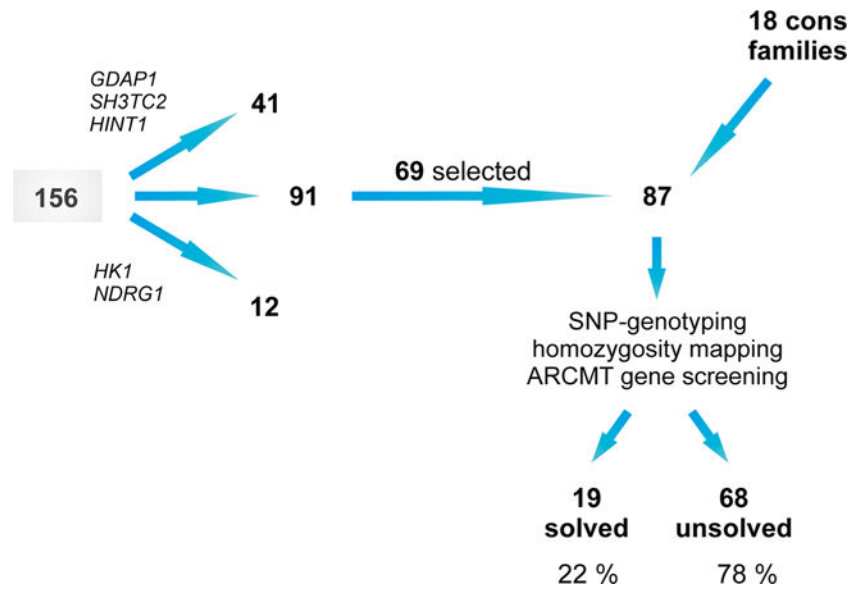 18 cons
families
GDAP1
SH3TC2
HINT1
41
156
91
69 selected
87
HK1
NDRG1
12
SNP-genotyping
homozygosity mapping
ARCMT gene screening
19
solved
68
unsolved
22 %
78 %